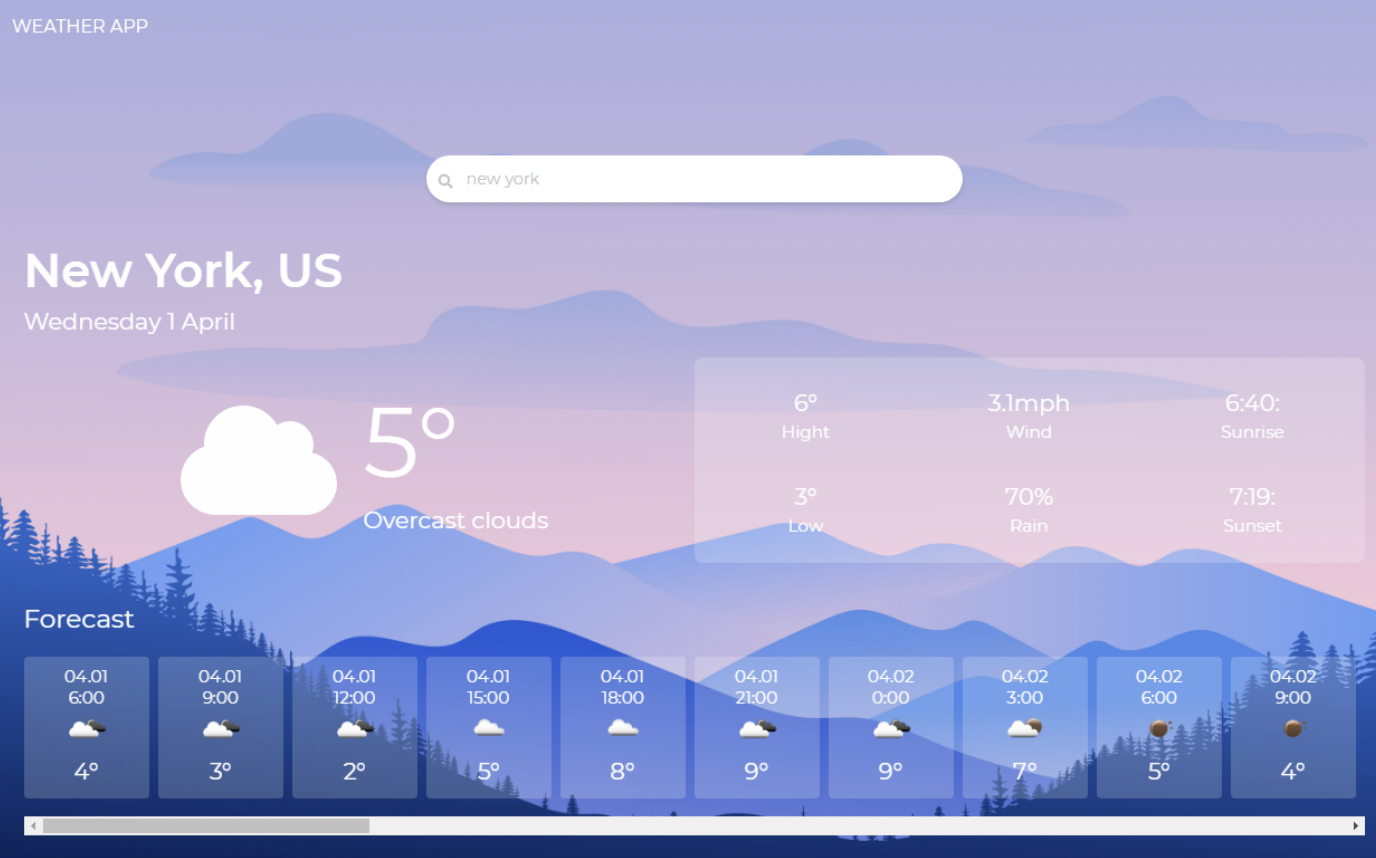 WEATHER APP
new york
New York, US
Wednesday 1 April
5°
Overcast clouds
6° 3.1mph 6:40:
Hight Wind Sunrise
3° 70% 7:19:
Low Rain Sunset
Forecast
04.01 04.01 04.01 04.01 04.01 04.01 04.02 04.02 04.02 04.02
6:00 9:00 12:00 15:00 18:00 21:00 0:00 3:00 6:00 9:00
4° 3° 2° 5° 8° 9° 9° 7° 5° 4°